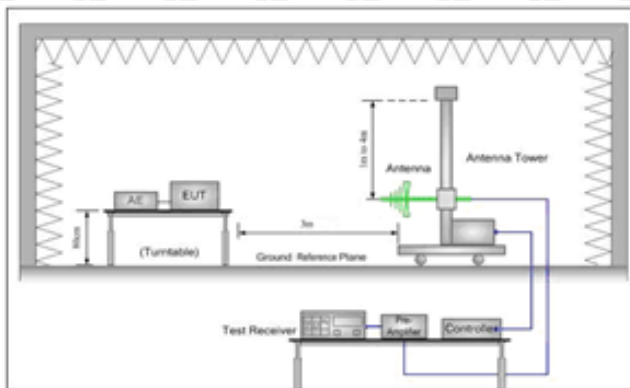 1m to 4m
Antenna
Antenna Tower
AE
EUT
80cm
3m
(Turntable)
Ground Reference Plane
Test Receiver
Pre-
Amplifier
Controller